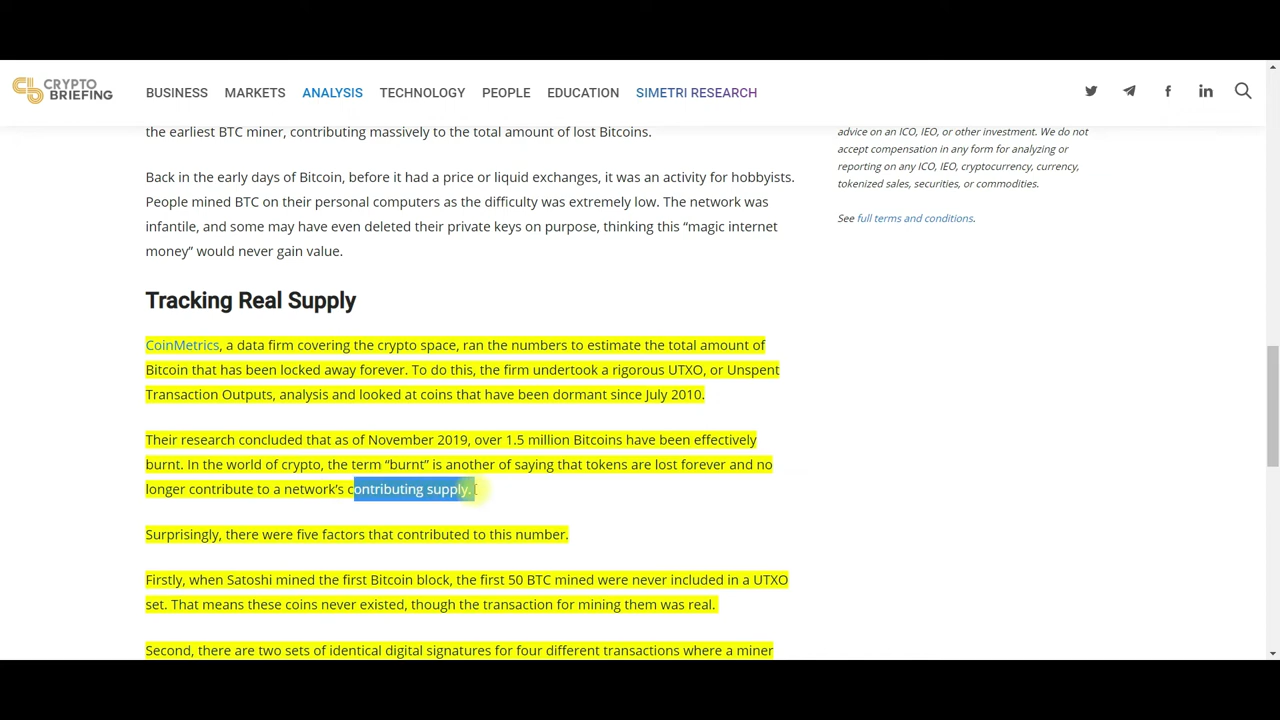 CRYPTO
BRIEFING
BUSINESS MARKETS ANALYSIS TECHNOLOGY PEOPLE EDUCATION SIMETRI RESEARCH
the earliest BTC miner, contributing massively to the total amount of lost Bitcoins.
Back in the early days of Bitcoin, before it had a price or liquid exchanges, it was an activity for hobbyists.
People mined BTC on their personal computers as the difficulty was extremely low. The network was
infantile, and some may have even deleted their private keys on purpose, thinking this “magic internet
money” would never gain value.
Tracking Real Supply
CoinMetrics, a data firm covering the crypto space, ran the numbers to estimate the total amount of
Bitcoin that has been locked away forever. To do this, the firm undertook a rigorous UTXO, or Unspent
Transaction Outputs, analysis and looked at coins that have been dormant since July 2010.
Their research concluded that as of November 2019, over 1.5 million Bitcoins have been effectively
burnt. In the world of crypto, the term “burnt” is another of saying that tokens are lost forever and no
longer contribute to a network’s contributing supply.
Surprisingly, there were five factors that contributed to this number.
Firstly, when Satoshi mined the first Bitcoin block, the first 50 BTC mined were never included in a UTXO
set. That means these coins never existed, though the transaction for mining them was real.
Second, there are two sets of identical digital signatures for four different transactions where a miner
advice on an ICO, IEO, or other investment. We do not
accept compensation in any form for analyzing or
reporting on any ICO, IEO, cryptocurrency, currency,
tokenized sales, securities, or commodities.
See full terms and conditions.